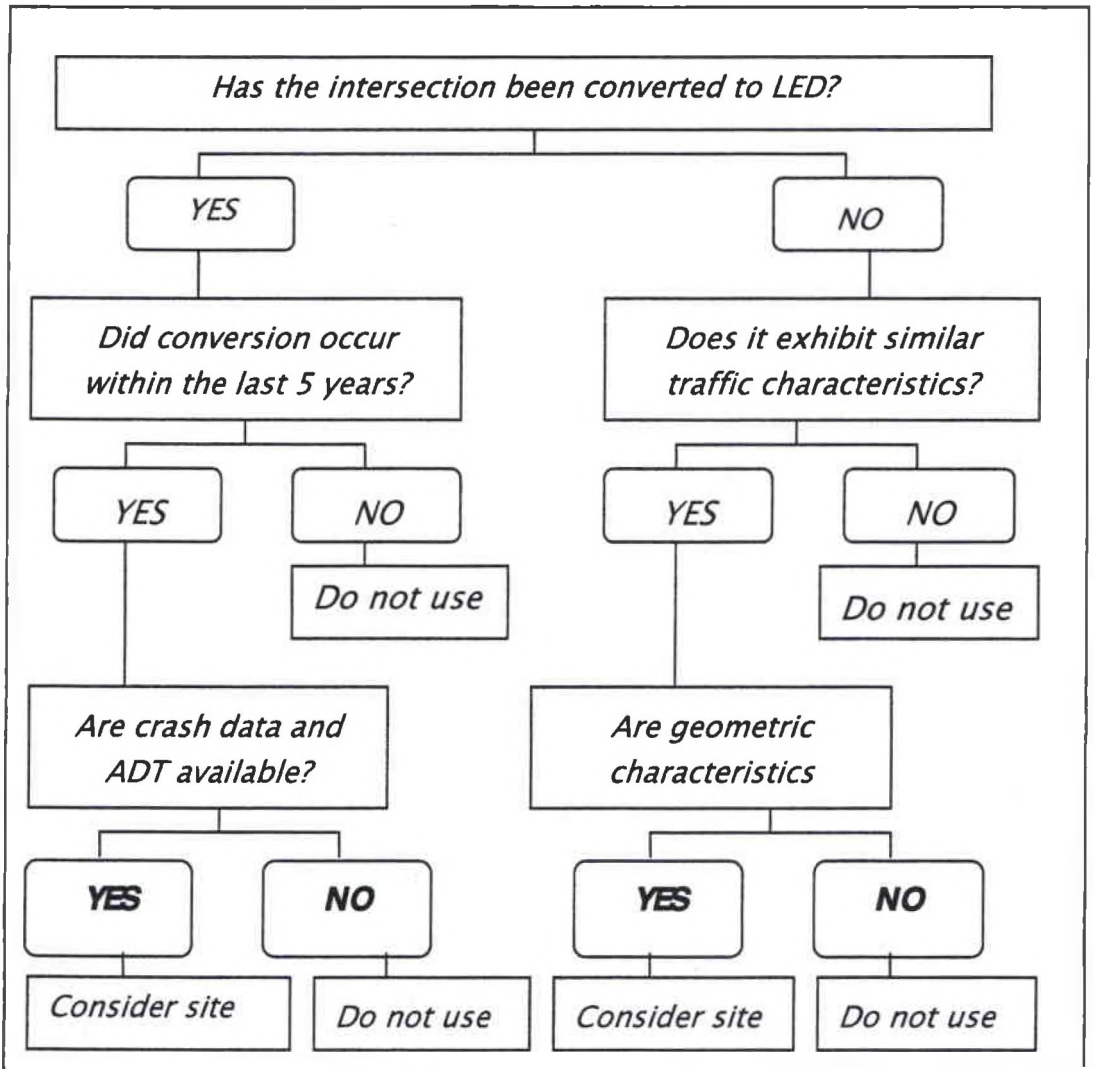 Has the intersection been converted to LED?
YES
NO
Did conversion occur
within the last 5 years?
Does it exhibit similar
traffic characteristics?
YES
NO
YES
NO
Do not use
Do not use
Are crash data and
ADT available?
Are geometric
characteristics
YES
NO
YES
NO
Consider site
Do not use
Consider site
Do not use